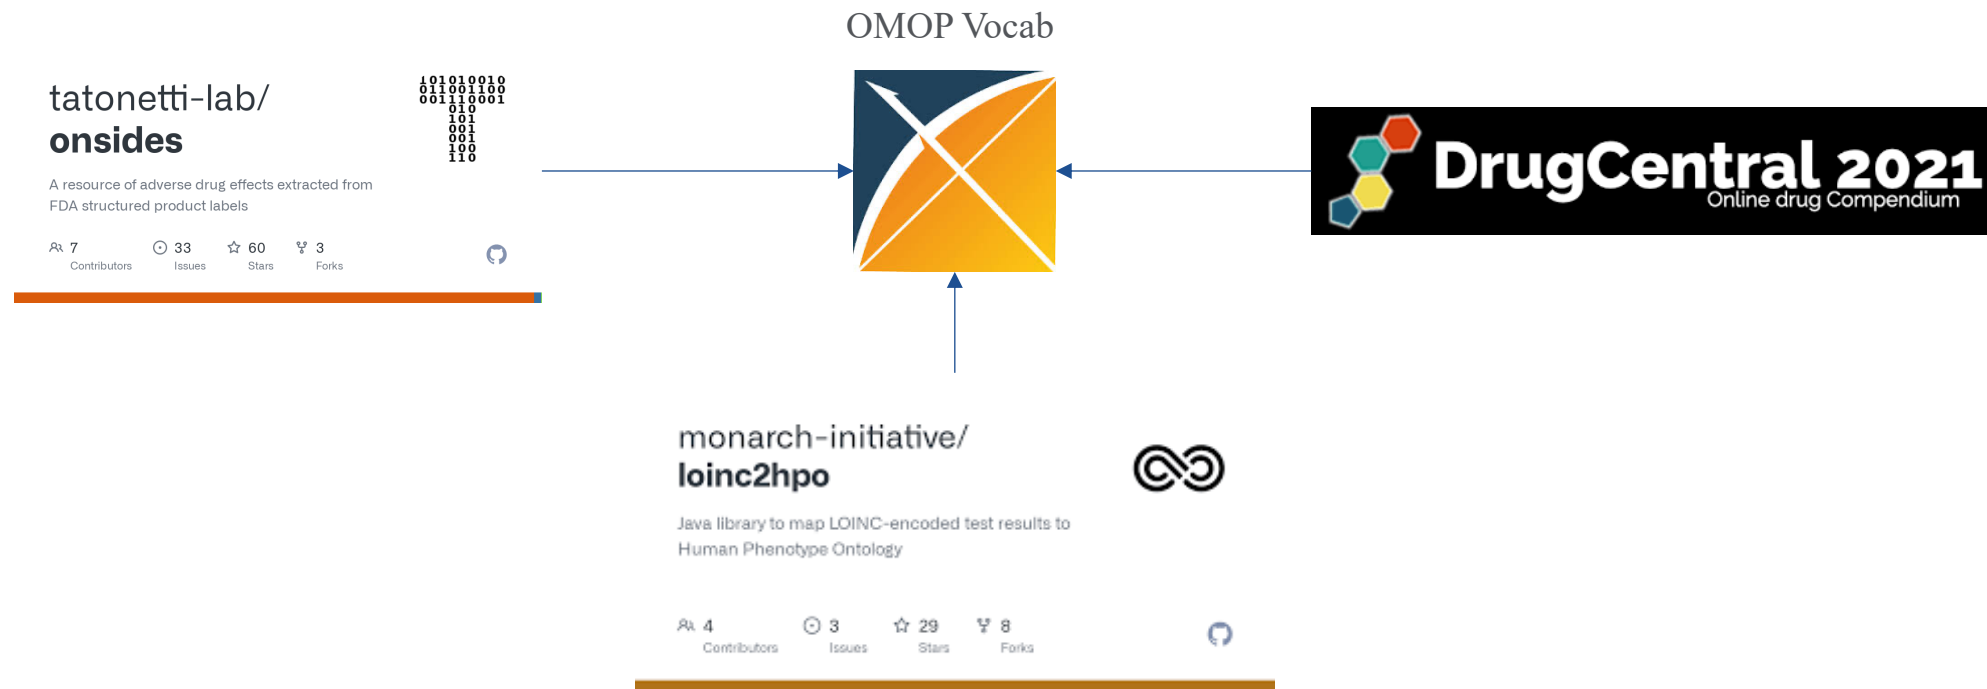 OMOP Vocab
tatonetti-lab/
onsides
A resource of adverse drug effects extracted from
FDA structured product labels
7
Contributors
33
Issues
60
Stars
3
Forks
101010010
011001100
001110001
010
101
001
001
100
110
DrugCentral 2021
Online drug Compendium
monarch-initiative/
loinc2hpo
Java library to map LOINC-encoded test results to
Human Phenotype Ontology
4
Contributors
3
Issues
29
Stars
8
Forks